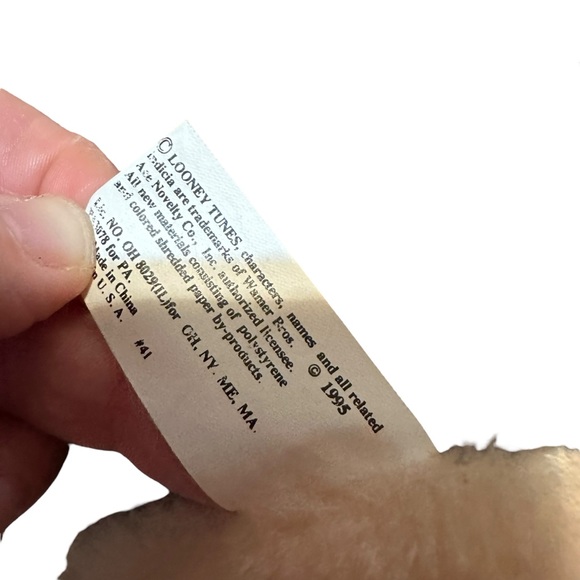 © LOONEY TUNES, characters, names and all related
indicia are trademarks of Warner Bros. © 1995
Ace Novelty Co., Inc. authorized licensee.
All new materials consisting of polystyrene
and colored shredded paper by-products.
NO. OH 8029(IL)for OH, NY. ME, MA.
for PA.
Made In China
U. S. A. #41